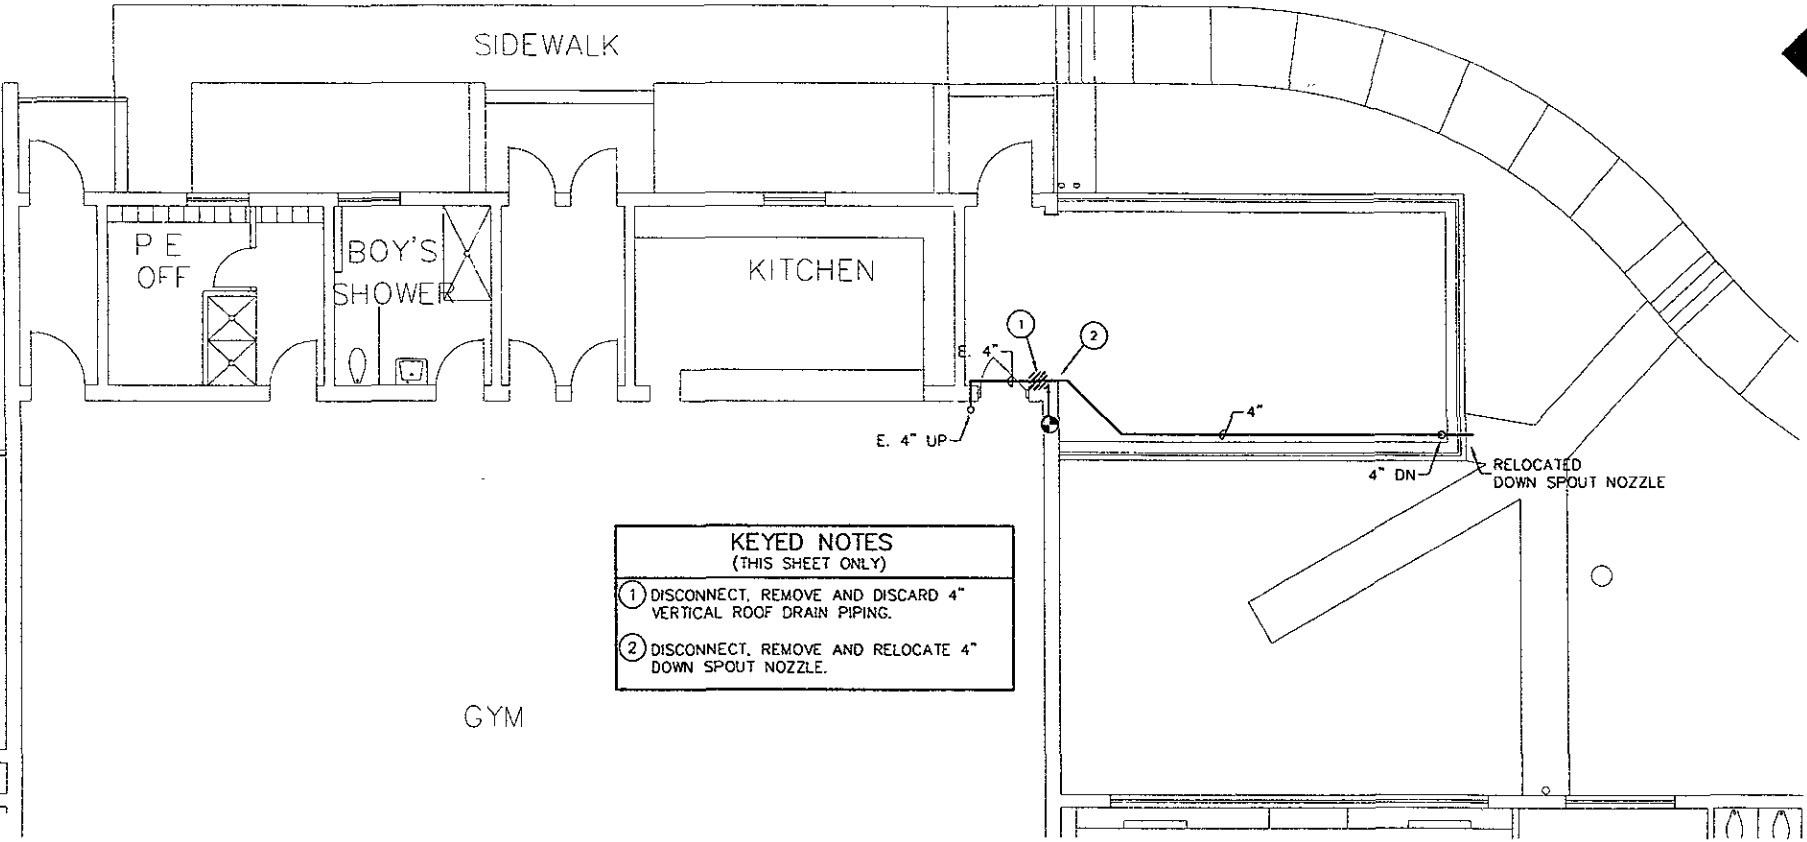 SIDEWALK
P E
OFF
BOY'S
SHOWER
KITCHEN
1
2
E. 4"
4"
E. 4" UP
4" DN
RELOCATED
DOWN SPOUT NOZZLE
KEYED NOTES
(THIS SHEET ONLY)
1 DISCONNECT, REMOVE AND DISCARD 4"
VERTICAL ROOF DRAIN PIPING.
2 DISCONNECT, REMOVE AND RELOCATE 4"
DOWN SPOUT NOZZLE.
GYM